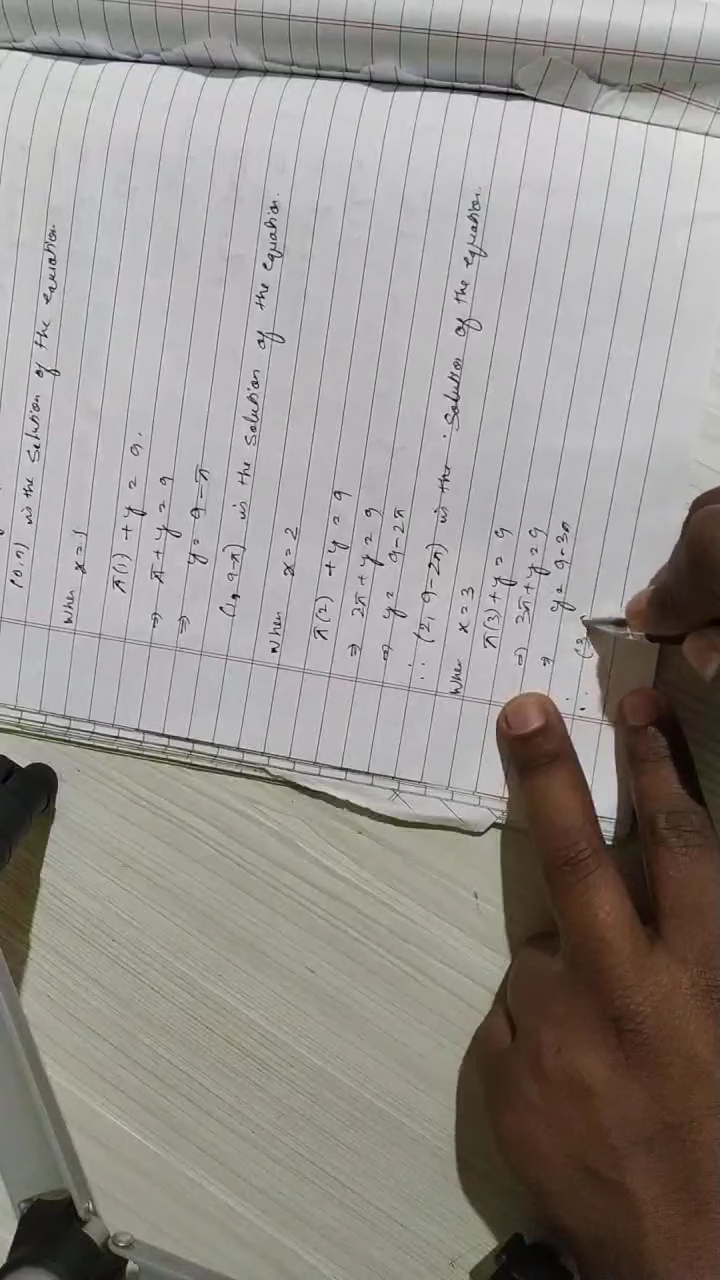 (0, 9) is the solution of the equation.
When x = 1
π(1) + y = 9.
⇒ π + y = 9
⇒ y = 9 - π
(1, 9-π) is the solution of the equation.
When x = 2
π(2) + y = 9
⇒ 2π + y = 9
⇒ y = 9 - 2π
∴ (2, 9-2π) is the solution of the equation.
When x = 3
π(3) + y = 9
⇒ 3π + y = 9
⇒ y = 9 - 3π
∴ (3